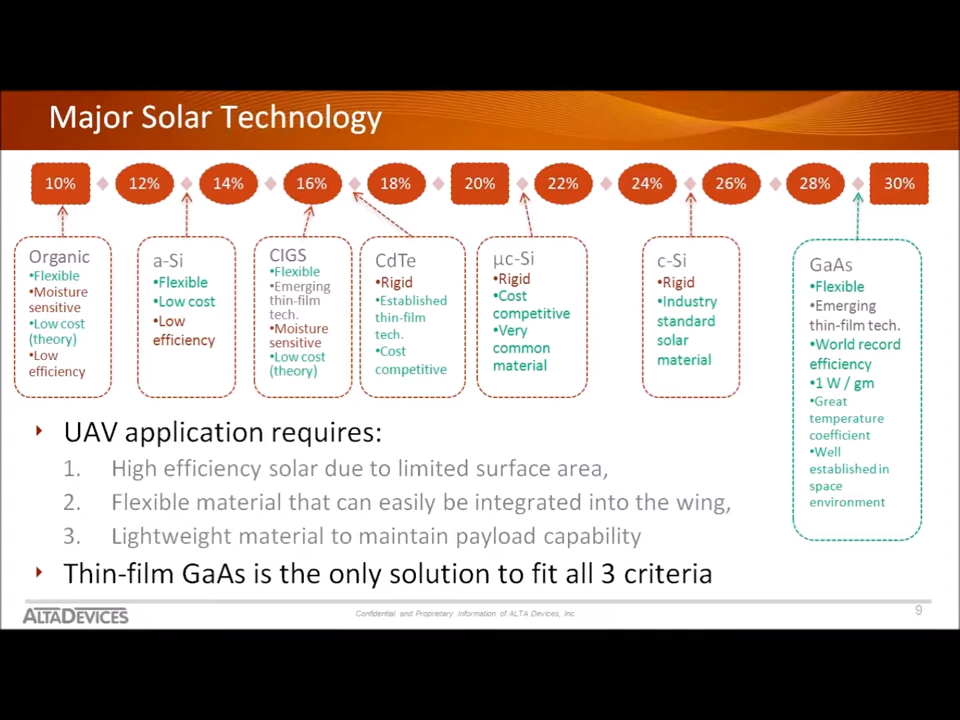 Major Solar Technology
10% 12% 14% 16% 18% 20% 22% 24% 26% 28% 30%
Organic
•Flexible
•Moisture
sensitive
•Low cost
(theory)
•Low
efficiency
a-Si
•Flexible
•Low cost
•Low
efficiency
CIGS
•Flexible
•Emerging
thin-film
tech.
•Moisture
sensitive
•Low cost
(theory)
CdTe
•Rigid
•Established
thin-film
tech.
•Cost
competitive
µc-Si
•Rigid
•Cost
competitive
•Very
common
material
c-Si
•Rigid
•Industry
standard
solar
material
GaAs
•Flexible
•Emerging
thin-film tech.
•World record
efficiency
•1 W / gm
•Great
temperature
coefficient
•Well
established in
space
environment
UAV application requires:
1. High efficiency solar due to limited surface area,
2. Flexible material that can easily be integrated into the wing,
3. Lightweight material to maintain payload capability
Thin-film GaAs is the only solution to fit all 3 criteria
ALTADEVICES
Confidential and Proprietary Information of ALTA Devices, Inc
9